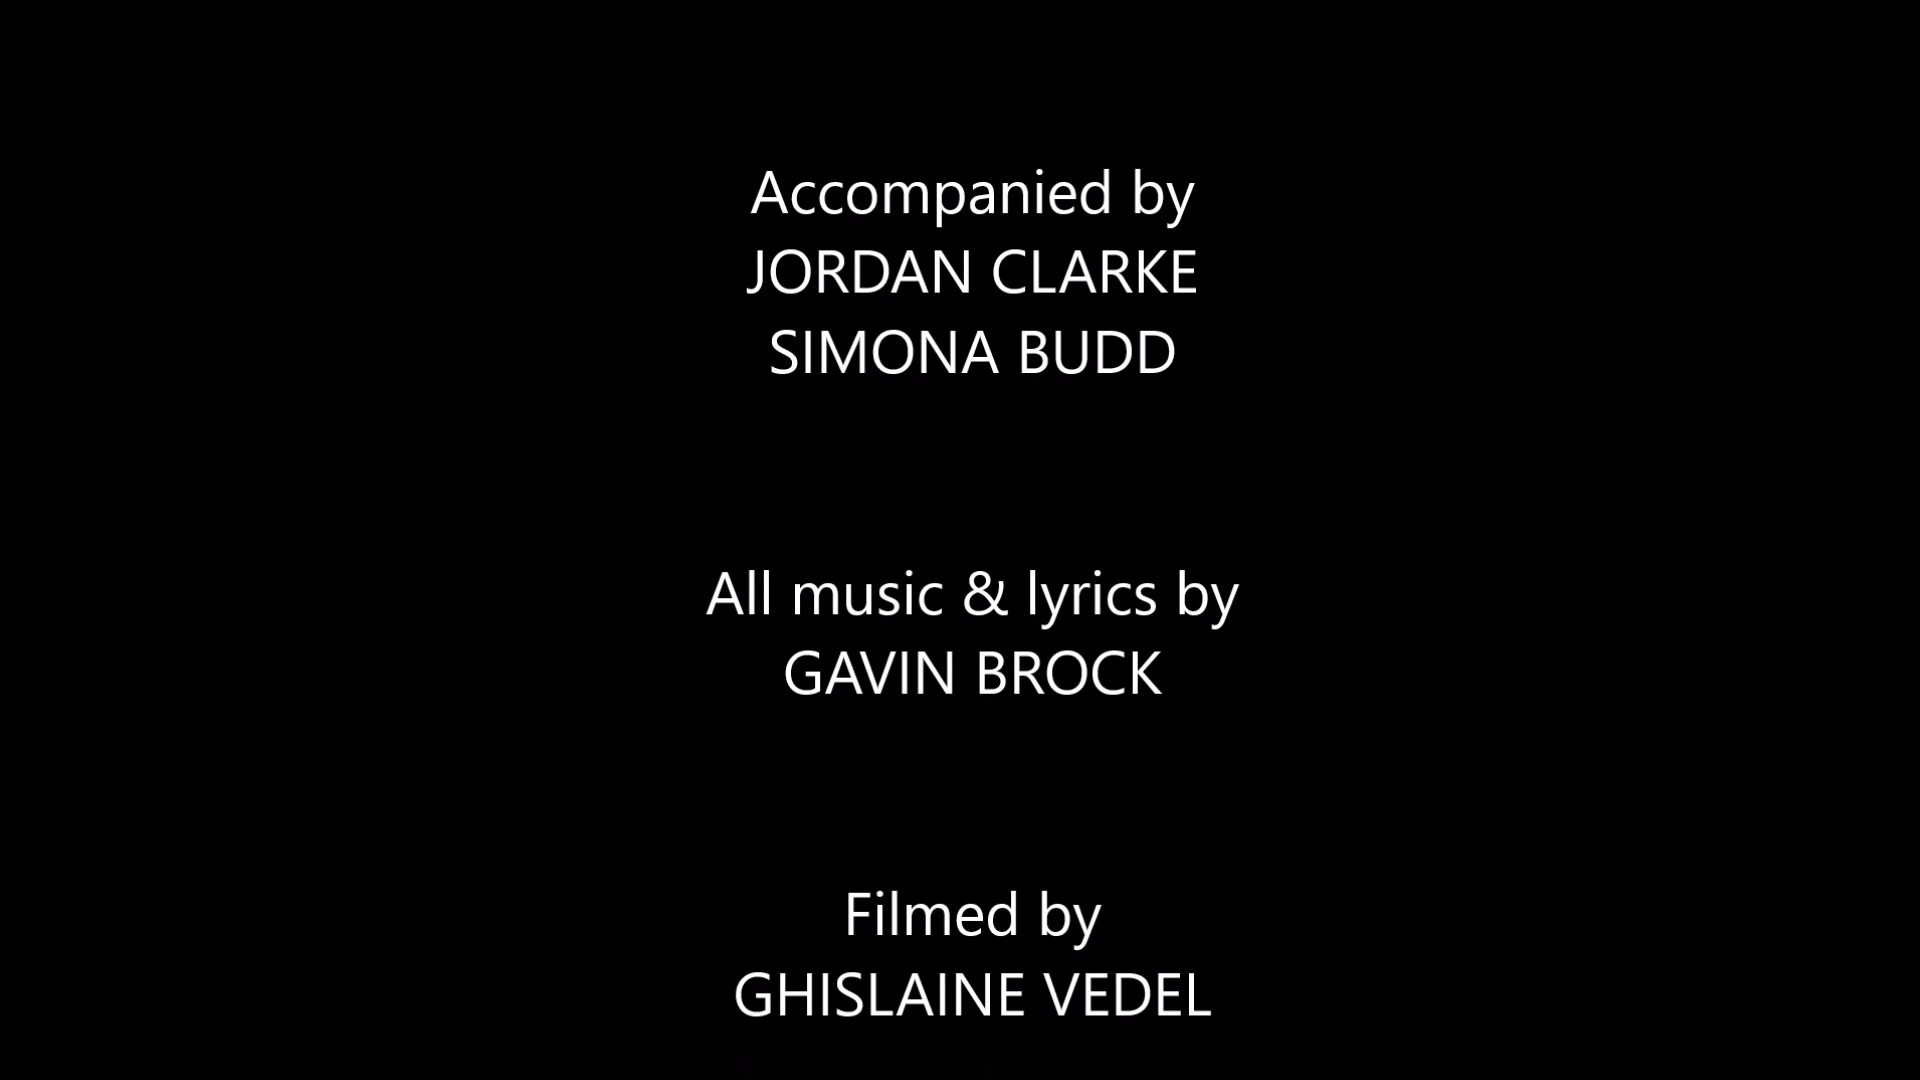 Accompanied by
JORDAN CLARKE
SIMONA BUDD
All music & lyrics by
GAVIN BROCK
Filmed by
GHISLAINE VEDEL